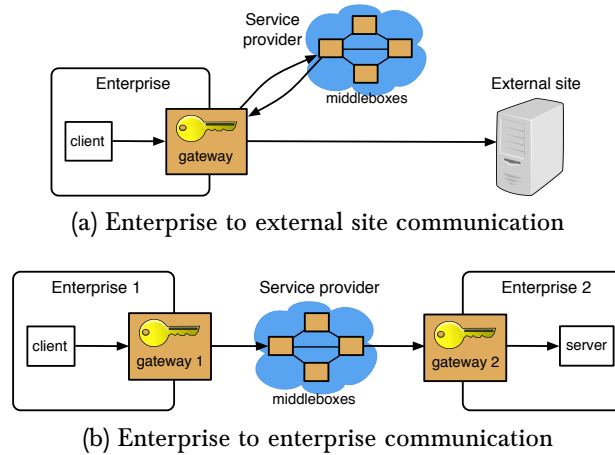 Service
provider
Enterprise
External site
middleboxes
client
gateway
(a) Enterprise to external site communication
Enterprise 1
Service provider
Enterprise 2
client
server
gateway 1
gateway 2
middleboxes
(b) Enterprise to enterprise communication